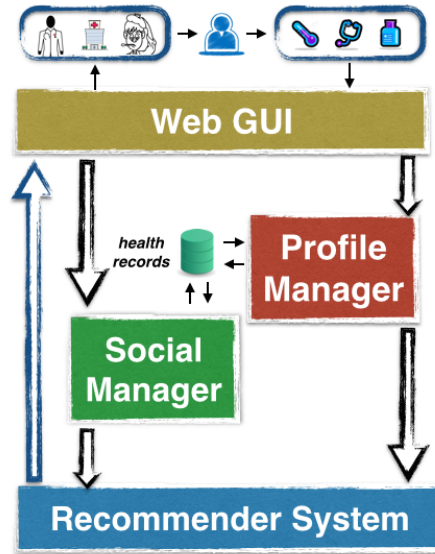 Web GUI
health
records
Profile
Manager
Social
Manager
Recommender System